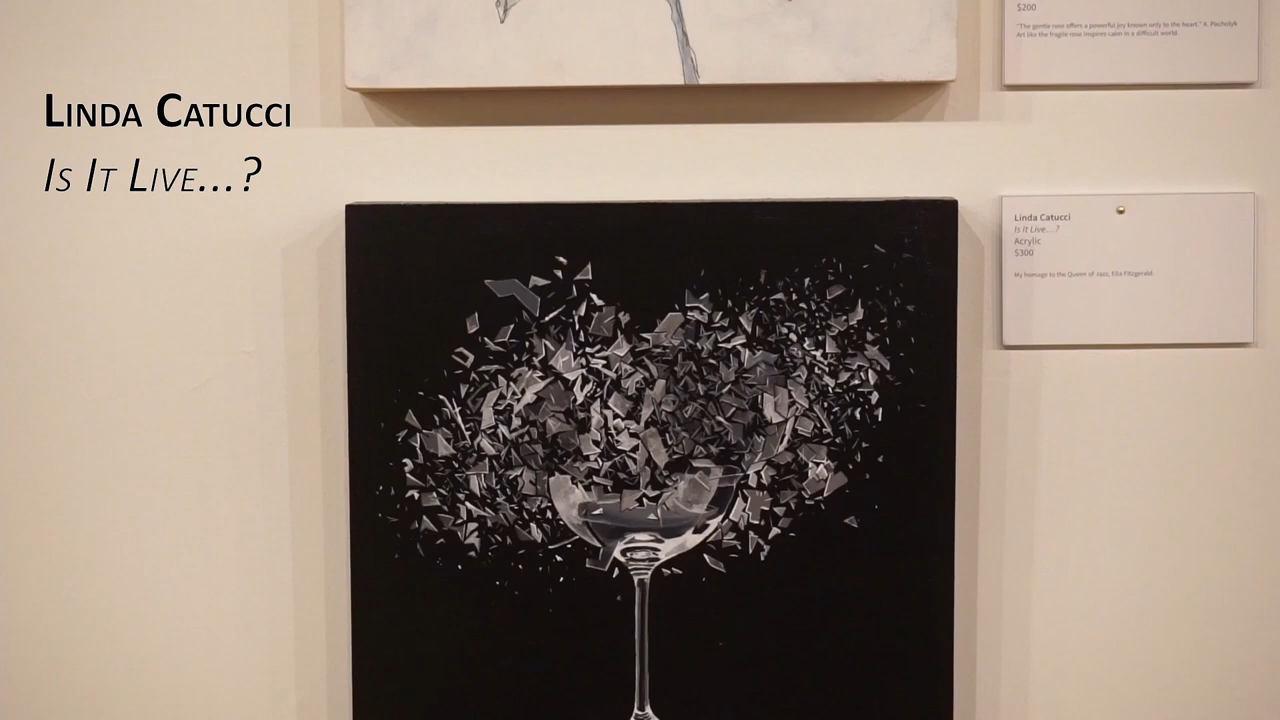 Linda Catucci
Is It Live...?
$200
"The gentle rose offers a powerful joy known only to the heart." K. Pacholyk
Art like the fragile rose inspires calm in a difficult world.
Linda Catucci
Is It Live...?
Acrylic
$300
My homage to the Queen of Jazz, Ella Fitzgerald.